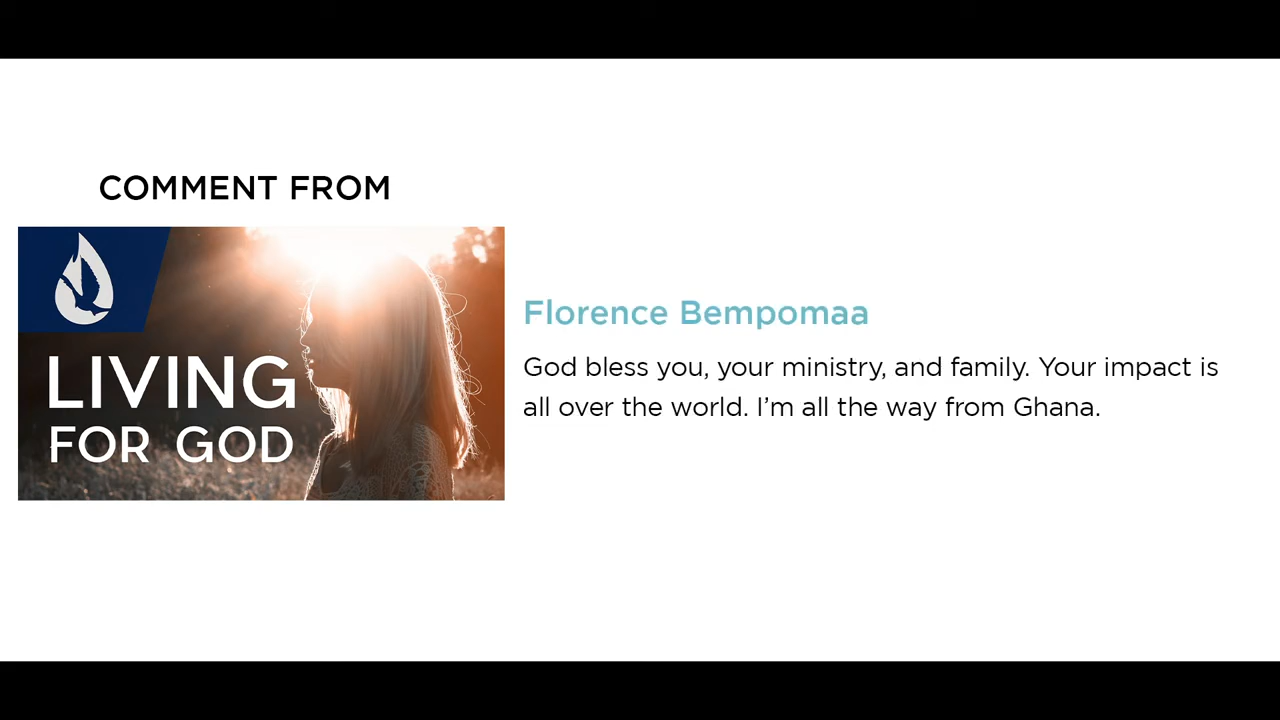 COMMENT FROM
LIVING
FOR GOD
Florence Bempomaa
God bless you, your ministry, and family. Your impact is
all over the world. I’m all the way from Ghana.